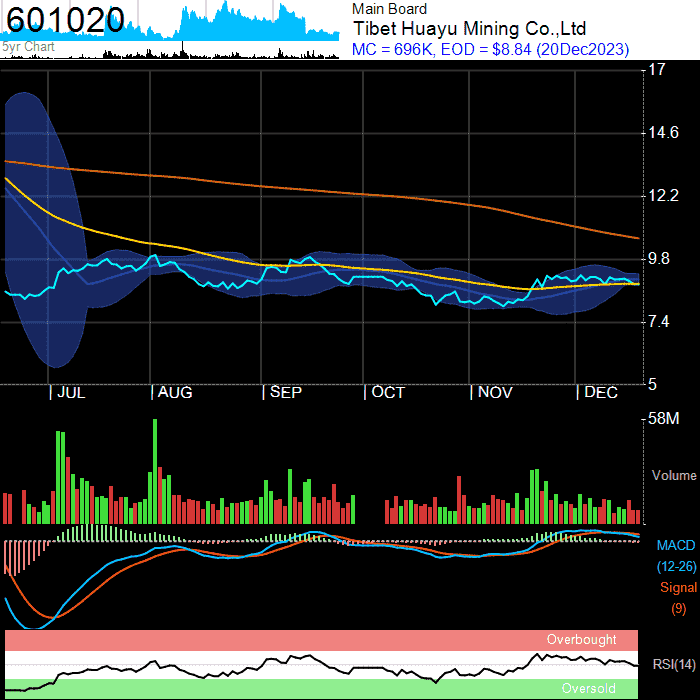 601020
5yr Chart
Main Board
Tibet Huayu Mining Co.,Ltd
MC = 696K, EOD = $8.84 (20Dec2023)
17
14.6
12.2
9.8
7.4
5
JUL
AUG
SEP
OCT
NOV
DEC
58M
Volume
MACD
(12-26)
Signal
(9)
Overbought
RSI(14)
Oversold